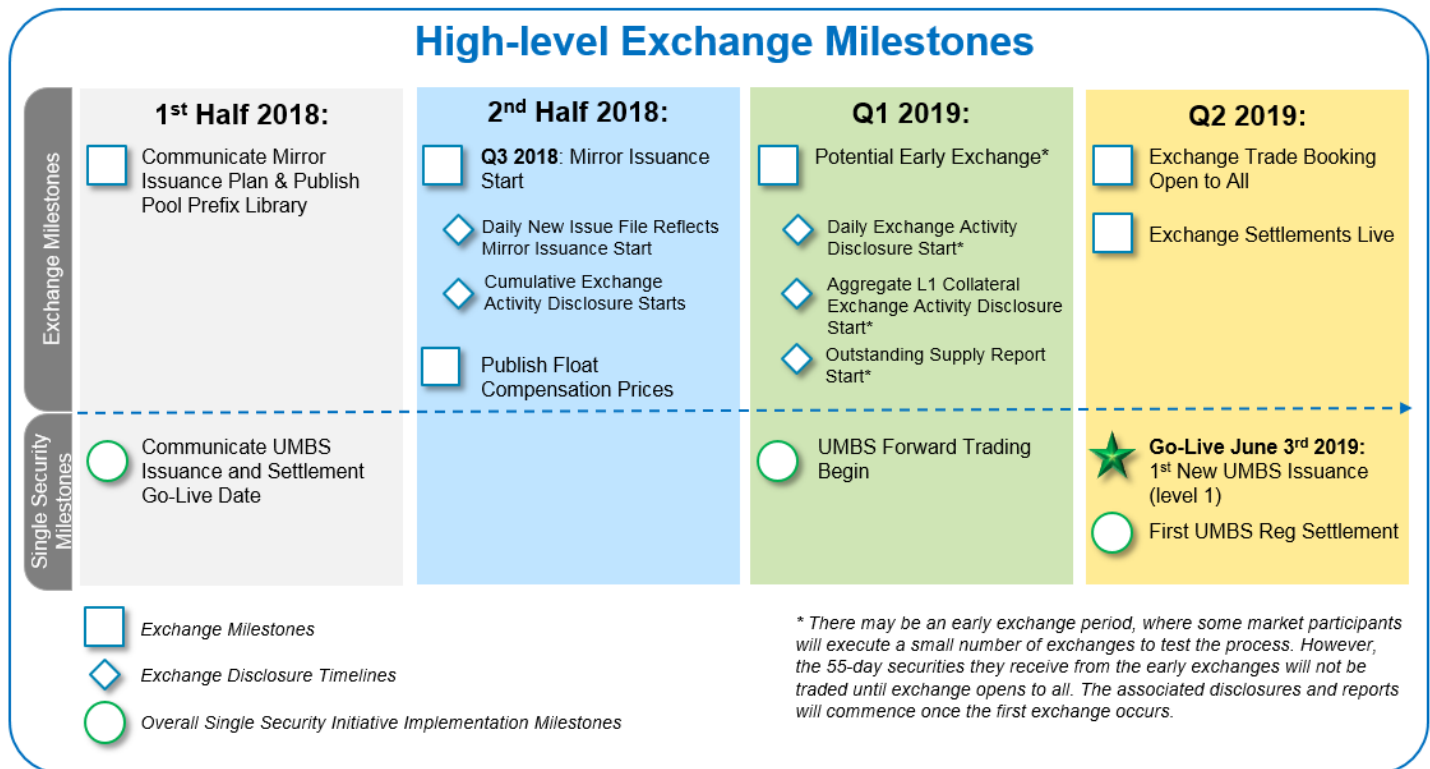 High-level Exchange Milestones
Exchange Milestones
1st Half 2018:
Communicate Mirror
Issuance Plan & Publish
Pool Prefix Library
2nd Half 2018:
Q3 2018: Mirror Issuance
Start
Daily New Issue File Reflects
Mirror Issuance Start
Cumulative Exchange
Activity Disclosure Starts
Publish Float
Compensation Prices
Q1 2019:
Potential Early Exchange*
Daily Exchange Activity
Disclosure Start*
Aggregate L1 Collateral
Exchange Activity Disclosure
Start*
Outstanding Supply Report
Start*
Q2 2019:
Exchange Trade Booking
Open to All
Exchange Settlements Live
Single Security
Milestones
Communicate UMBS
Issuance and Settlement
Go-Live Date
UMBS Forward Trading
Begin
Go-Live June 3rd 2019:
1st New UMBS Issuance
(level 1)
First UMBS Reg Settlement
Exchange Milestones
Exchange Disclosure Timelines
Overall Single Security Initiative Implementation Milestones
* There may be an early exchange period, where some market participants
will execute a small number of exchanges to test the process. However,
the 55-day securities they receive from the early exchanges will not be
traded until exchange opens to all. The associated disclosures and reports
will commence once the first exchange occurs.